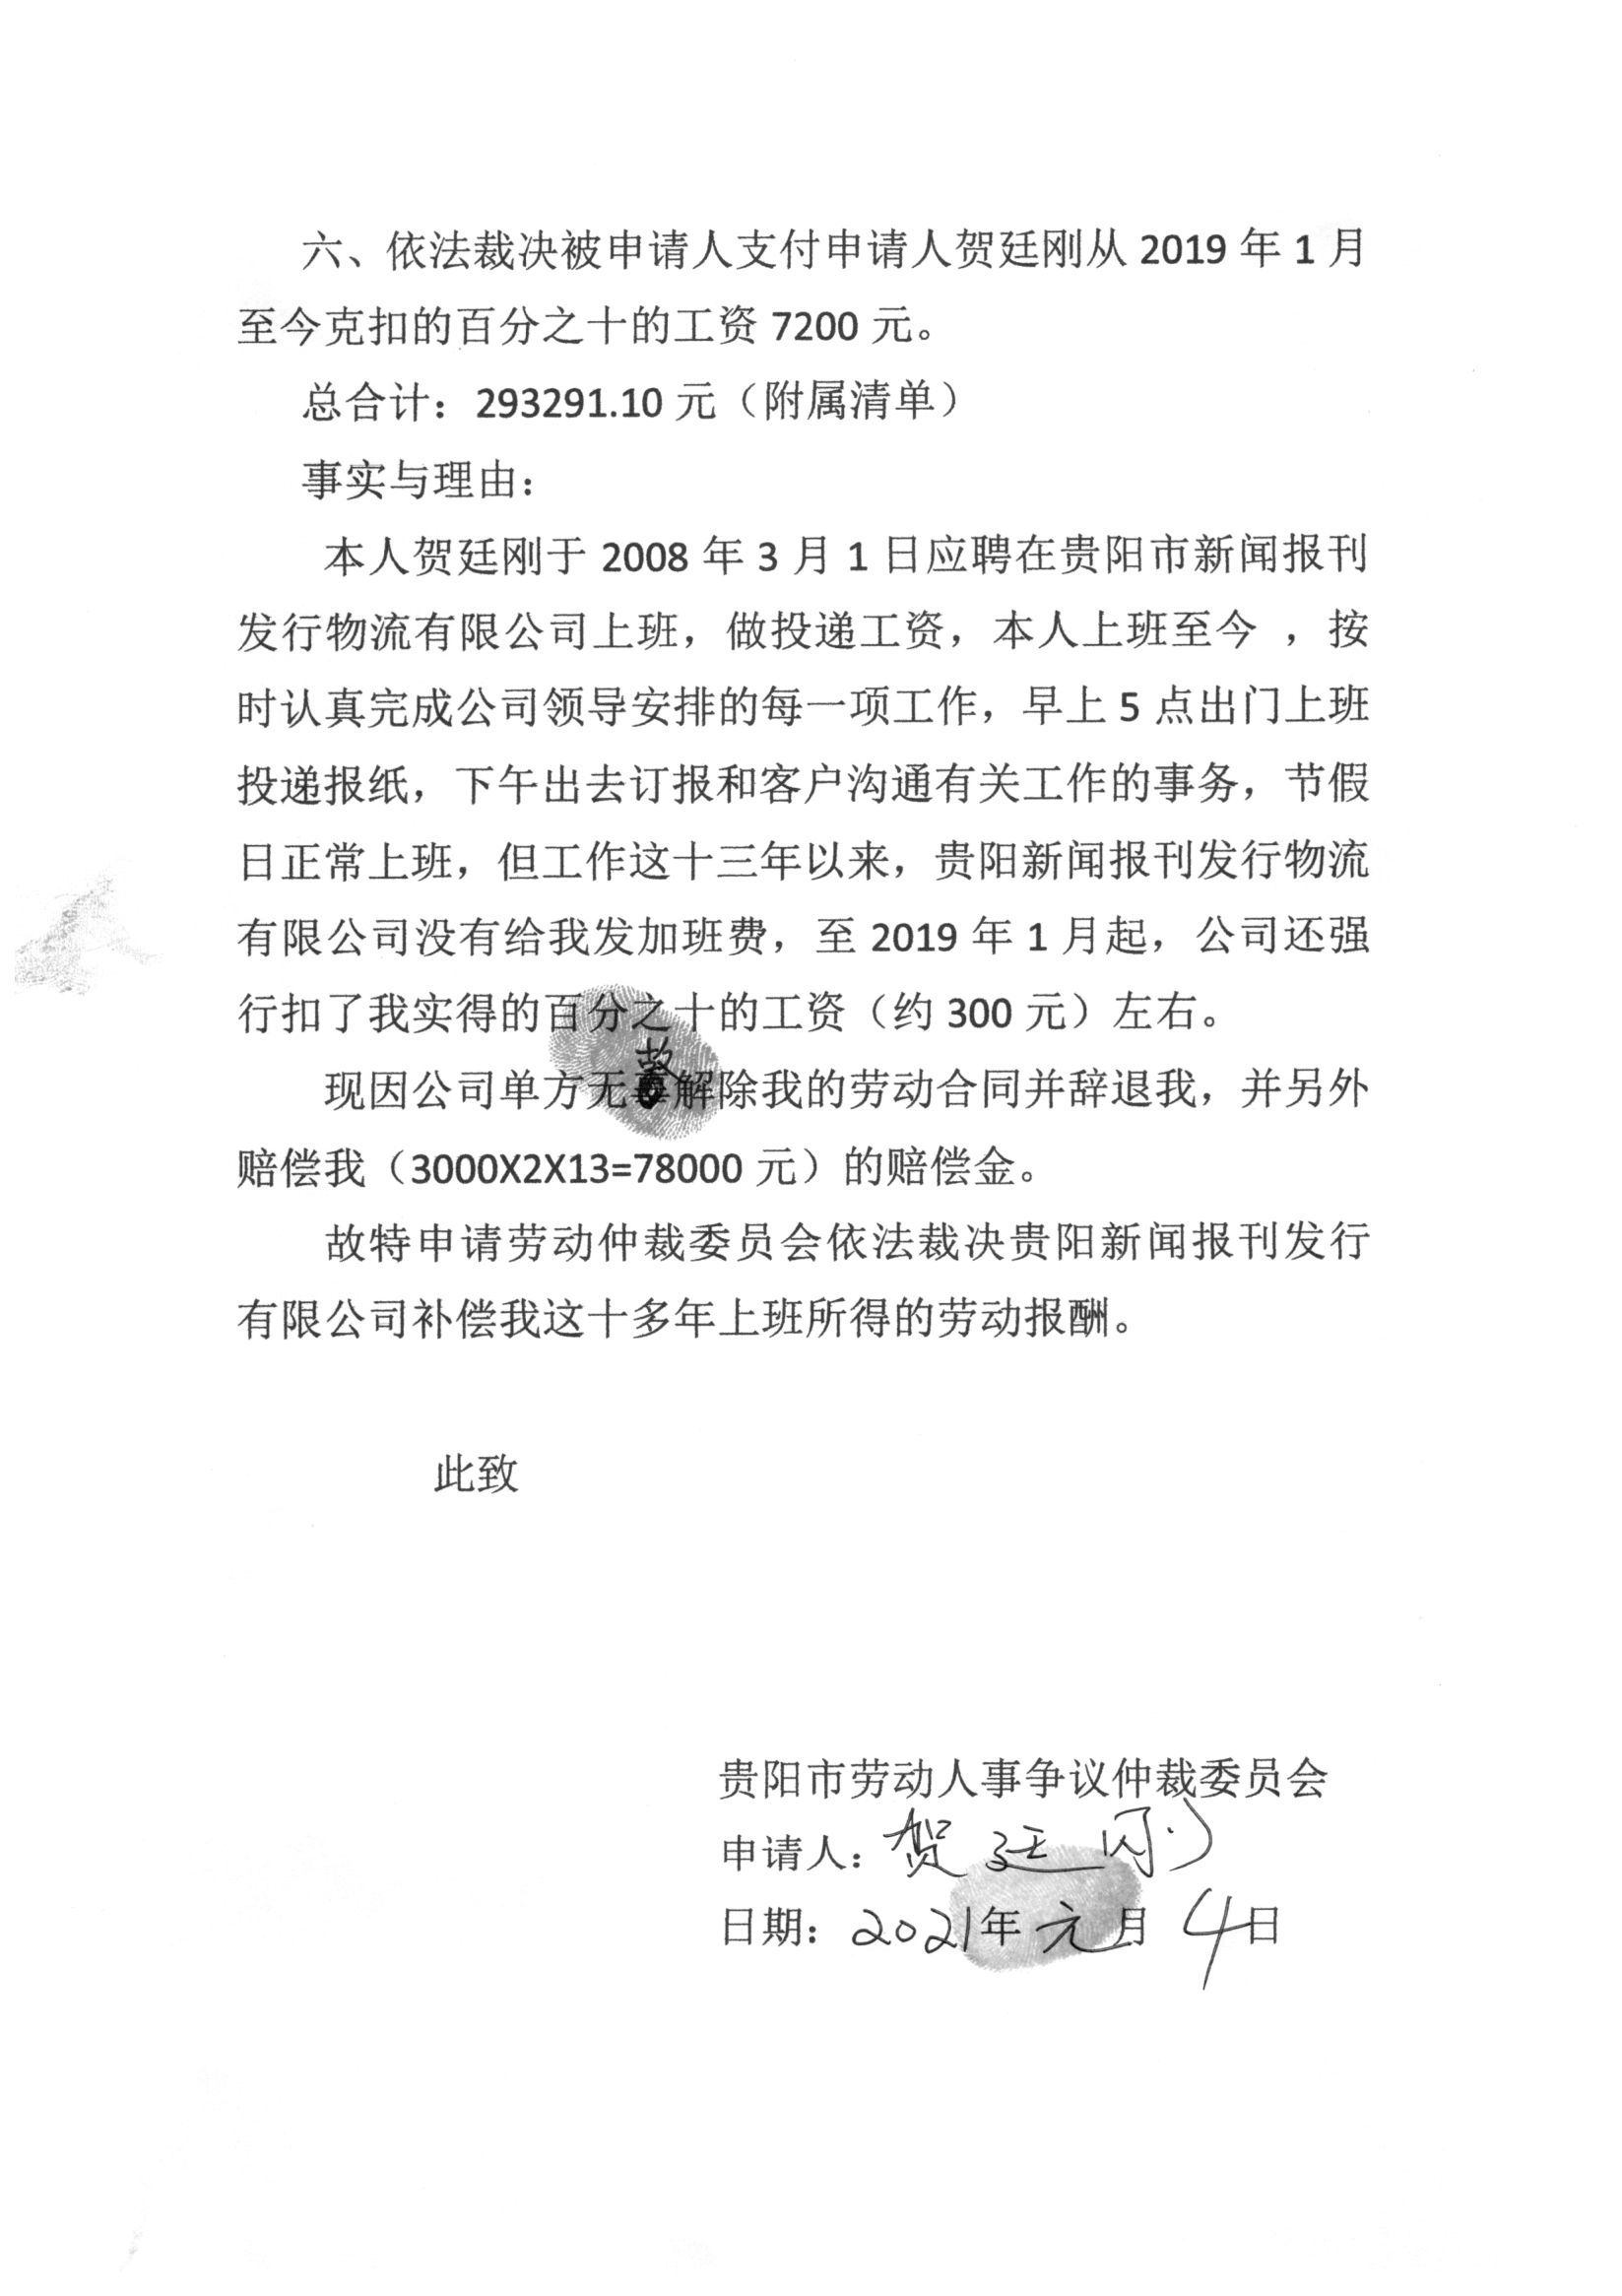 六、依法裁决被申请人支付申请人贺廷刚从 2019 年 1 月
至今克扣的百分之十的工资 7200 元。
总合计：293291.10 元（附属清单）
事实与理由：
本人贺廷刚于 2008 年 3 月 1 日应聘在贵阳市新闻报刊
发行物流有限公司上班，做投递工资，本人上班至今 ，按
时认真完成公司领导安排的每一项工作，早上 5 点出门上班
投递报纸，下午出去订报和客户沟通有关工作的事务，节假
日正常上班，但工作这十三年以来，贵阳新闻报刊发行物流
有限公司没有给我发加班费，至 2019 年 1 月起，公司还强
行扣了我实得的百分之十的工资（约 300 元）左右。
现因公司单方无故解除我的劳动合同并辞退我，并另外
赔偿我（3000X2X13=78000 元）的赔偿金。
故特申请劳动仲裁委员会依法裁决贵阳新闻报刊发行
有限公司补偿我这十多年上班所得的劳动报酬。
此致
贵阳市劳动人事争议仲裁委员会
申请人：贺廷刚
日期：2021年元月4日